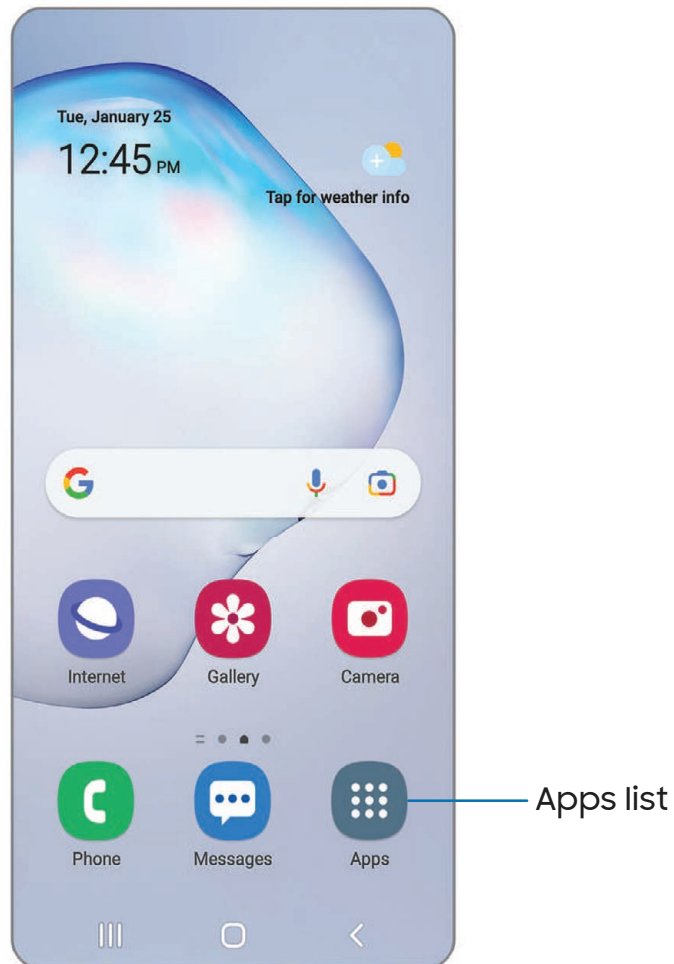 Tue, January 25
12:45 PM
Tap for weather info
G
Internet Gallery Camera
Phone Messages Apps
Apps list